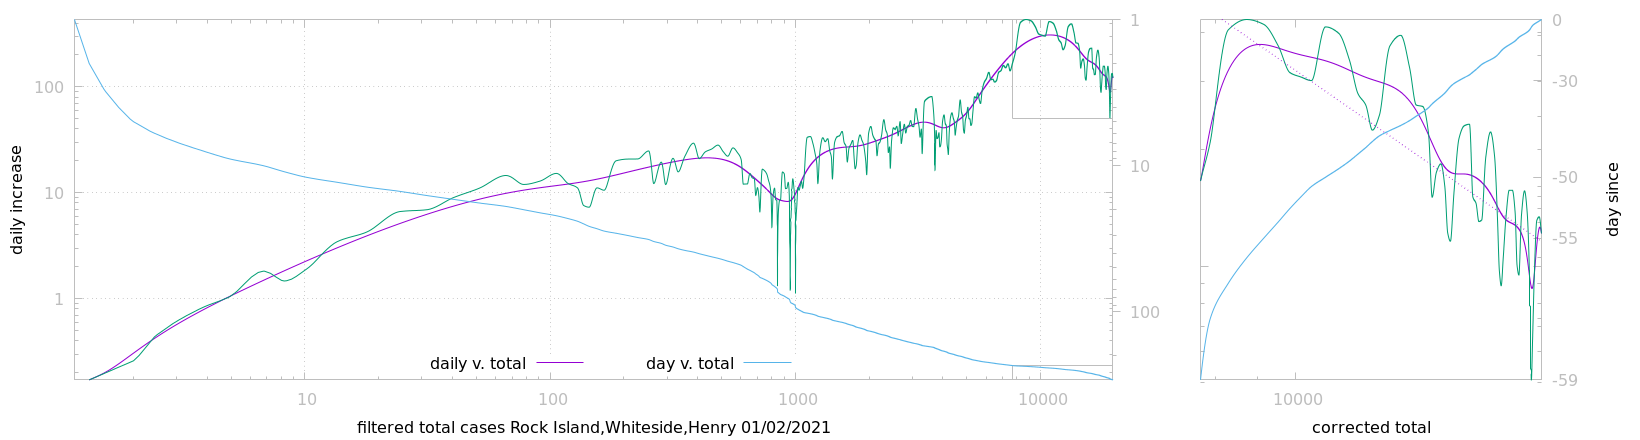 daily increase
100
10
1
10
100
1000
10000
1
10
100
daily v. total
day v. total
filtered total cases Rock Island,Whiteside,Henry 01/02/2021
0
-30
-50
-55
-59
day since
10000
corrected total